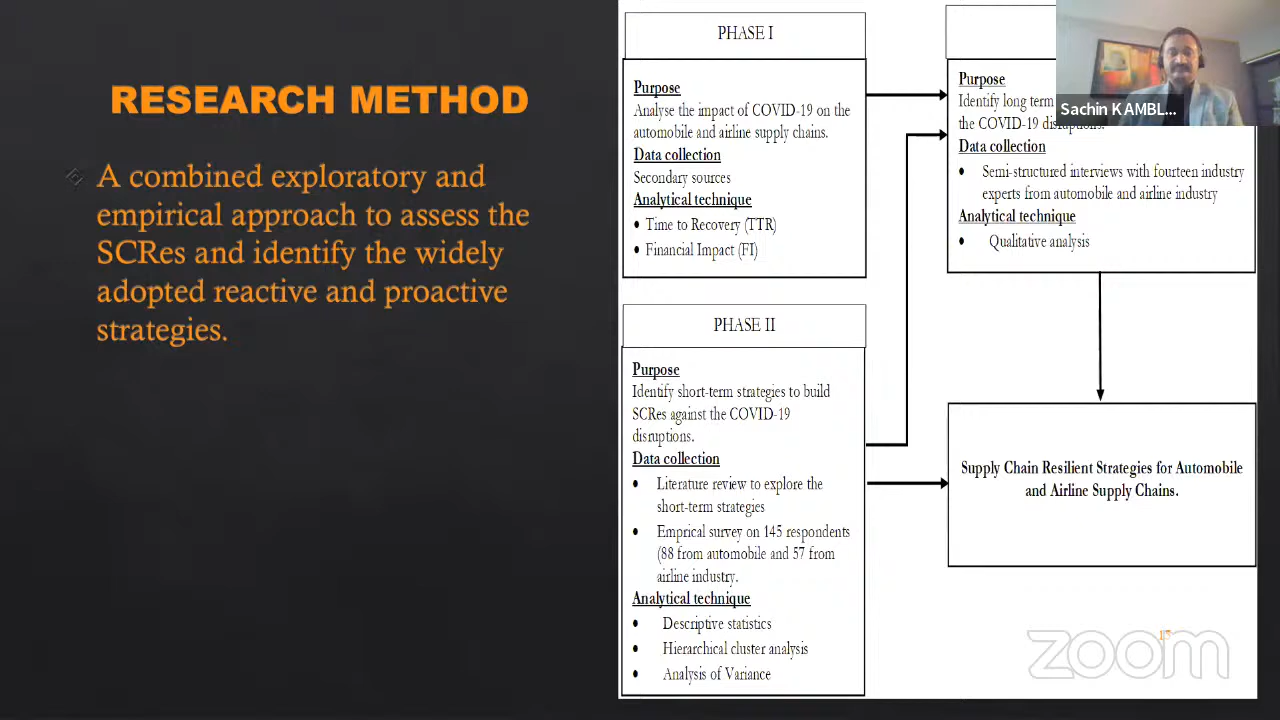 RESEARCH METHOD
A combined exploratory and
empirical approach to assess the
SCRes and identify the widely
adopted reactive and proactive
strategies.
PHASE I
Purpose
Analyse the impact of COVID-19 on the
automobile and airline supply chains.
Data collection
Secondary sources
Analytical technique
• Time to Recovery (TTR)
• Financial Impact (FI)
PHASE II
Purpose
Identify short-term strategies to build
SCRes against the COVID-19
disruptions.
Data collection
• Literature review to explore the
short-term strategies
• Emprical survey on 145 respondents
(88 from automobile and 57 from
airline industry.
Analytical technique
• Descriptive statistics
• Hierarchical cluster analysis
• Analysis of Variance
Purpose
Identify long term
the COVID-19 disruptions.
Data collection
• Semi-structured interviews with fourteen industry
experts from automobile and airline industry
Analytical technique
• Qualitative analysis
Supply Chain Resilient Strategies for Automobile
and Airline Supply Chains.
Sachin KAMBL...
zoom